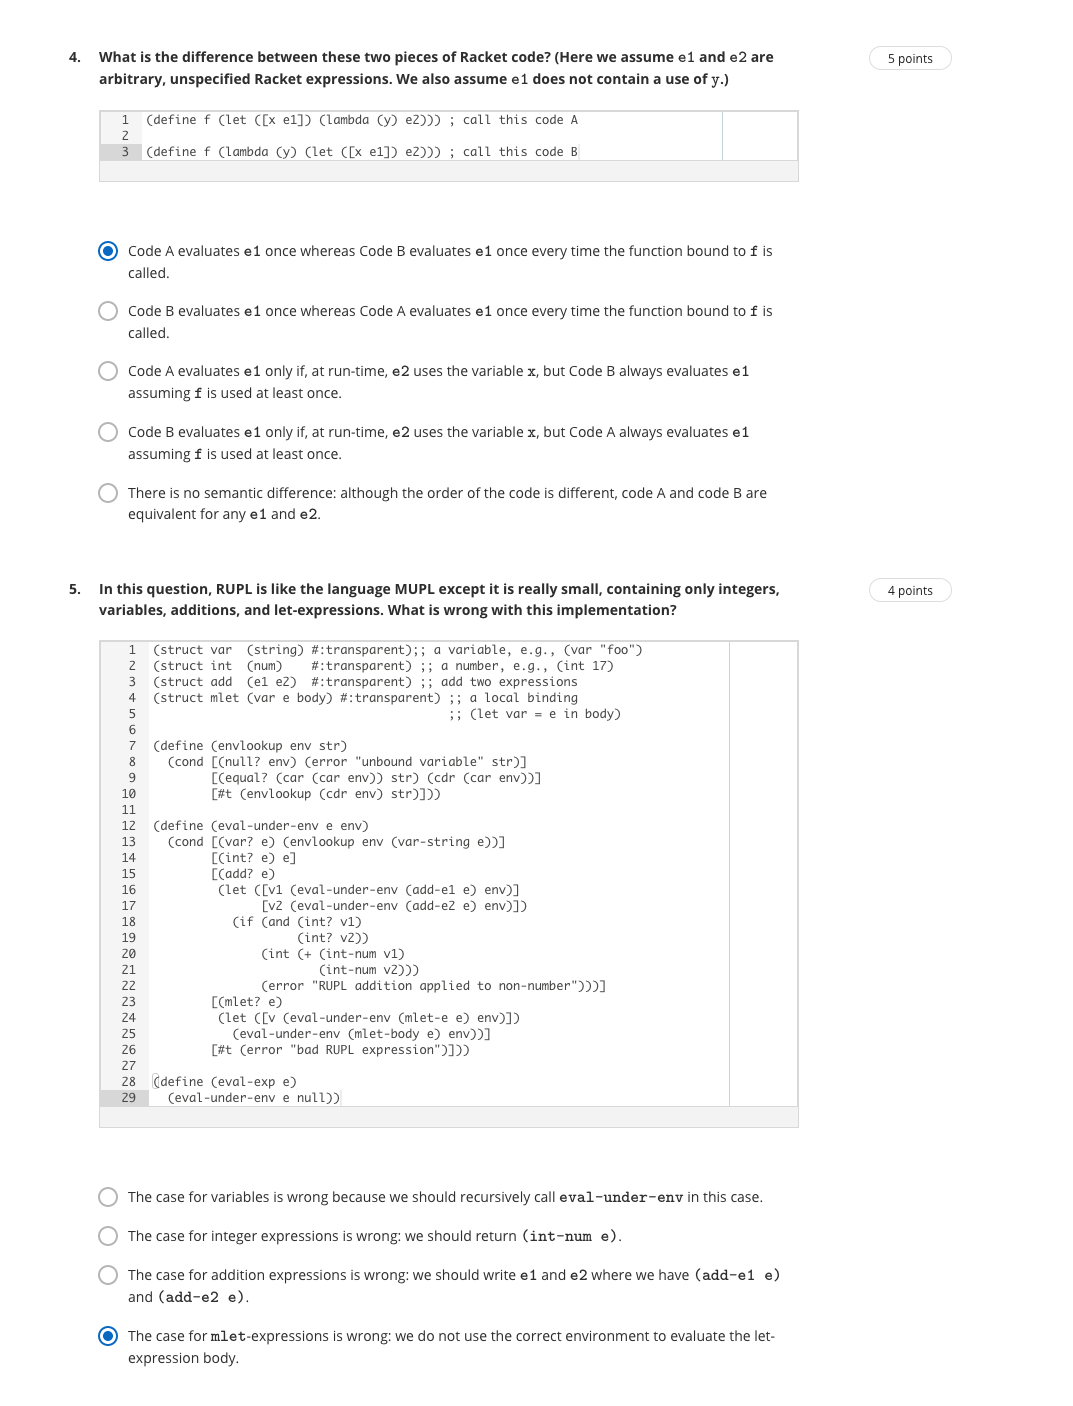 4. What is the difference between these two pieces of Racket code? (Here we assume e1 and e2 are
5 points
arbitrary, unspecified Racket expressions. We also assume e1 does not contain a use of y.)
1 (define f (let ([x e1]) (lambda (y) e2))) ; call this code A
2
3 (define f (lambda (y) (let ([x e1]) e2))) ; call this code B
Code A evaluates e1 once whereas Code B evaluates e1 once every time the function bound to f is
called.
Code B evaluates e1 once whereas Code A evaluates e1 once every time the function bound to f is
called.
Code A evaluates e1 only if, at run-time, e2 uses the variable x, but Code B always evaluates e1
assuming f is used at least once.
Code B evaluates e1 only if, at run-time, e2 uses the variable x, but Code A always evaluates e1
assuming f is used at least once.
There is no semantic difference: although the order of the code is different, code A and code B are
equivalent for any e1 and e2.
5. In this question, RUPL is like the language MUPL except it is really small, containing only integers,
4 points
variables, additions, and let-expressions. What is wrong with this implementation?
1 (struct var  (string) #:transparent);; a variable, e.g., (var "foo")
2 (struct int  (num)    #:transparent) ;; a number, e.g., (int 17)
3 (struct add  (e1 e2)  #:transparent) ;; add two expressions
4 (struct mlet (var e body) #:transparent) ;; a local binding
5                                          ;; (let var = e in body)
6
7 (define (envlookup env str)
8   (cond [(null? env) (error "unbound variable" str)]
9         [(equal? (car (car env)) str) (cdr (car env))]
10         [#t (envlookup (cdr env) str)]))
11
12 (define (eval-under-env e env)
13   (cond [(var? e) (envlookup env (var-string e))]
14         [(int? e) e]
15         [(add? e)
16          (let ([v1 (eval-under-env (add-e1 e) env)]
17                [v2 (eval-under-env (add-e2 e) env)])
18            (if (and (int? v1)
19                     (int? v2))
20                (int (+ (int-num v1)
21                        (int-num v2)))
22                (error "RUPL addition applied to non-number")))]
23         [(mlet? e)
24          (let ([v (eval-under-env (mlet-e e) env)])
25            (eval-under-env (mlet-body e) env))]
26         [#t (error "bad RUPL expression")]))
27
28 (define (eval-exp e)
29   (eval-under-env e null))
The case for variables is wrong because we should recursively call eval-under-env in this case.
The case for integer expressions is wrong: we should return (int-num e).
The case for addition expressions is wrong: we should write e1 and e2 where we have (add-e1 e)
and (add-e2 e).
The case for mlet-expressions is wrong: we do not use the correct environment to evaluate the let-
expression body.